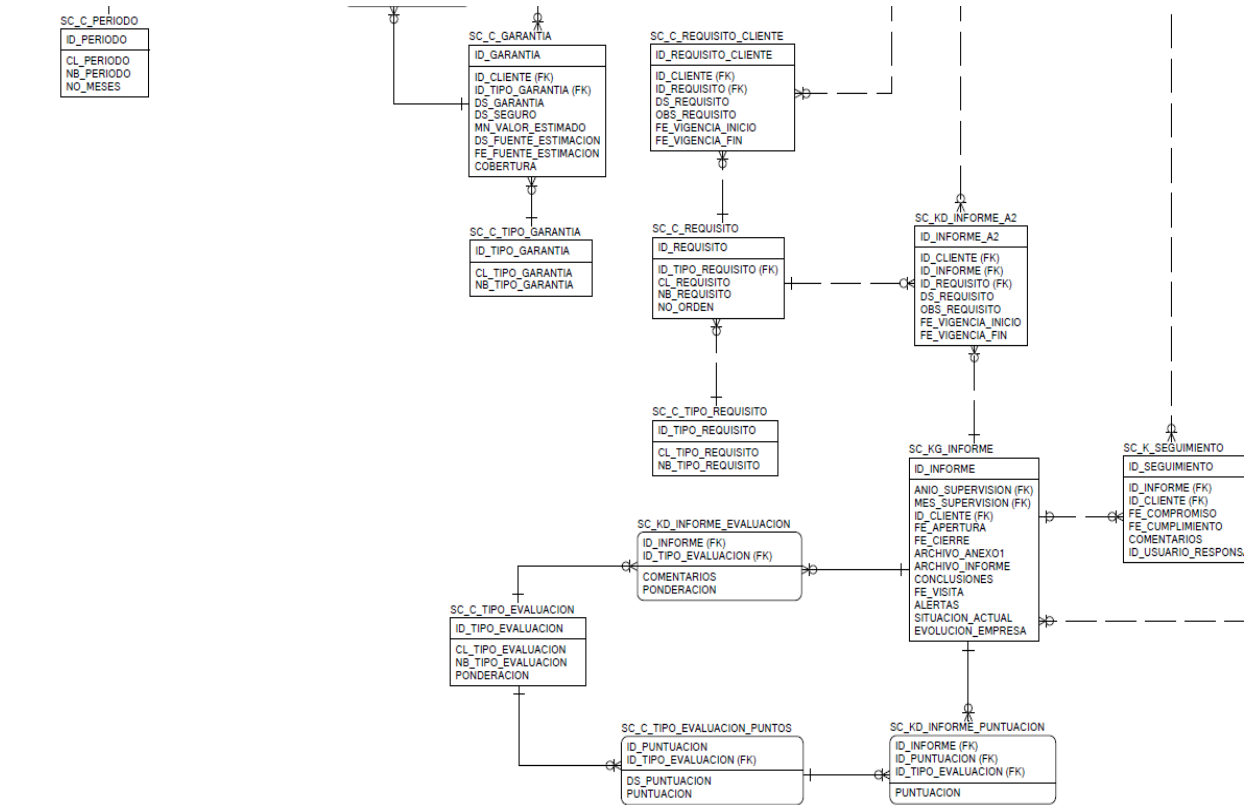 SC_C_PERIODO
ID_PERIODO
CL_PERIODO
NB_PERIODO
NO_MESES
SC_C_GARANTIA
ID_GARANTIA
ID_CLIENTE (FK)
ID_TIPO_GARANTIA (FK)
DS_GARANTIA
DS_SEGURO
MN_VALOR_ESTIMADO
DS_FUENTE_ESTIMACION
FE_FUENTE_ESTIMACION
COBERTURA
SC_C_REQUISITO_CLIENTE
ID_REQUISITO_CLIENTE
ID_CLIENTE (FK)
ID_REQUISITO (FK)
DS_REQUISITO
OBS_REQUISITO
FE_VIGENCIA_INICIO
FE_VIGENCIA_FIN
SC_C_TIPO_GARANTIA
ID_TIPO_GARANTIA
CL_TIPO_GARANTIA
NB_TIPO_GARANTIA
SC_C_REQUISITO
ID_REQUISITO
ID_TIPO_REQUISITO (FK)
CL_REQUISITO
NB_REQUISITO
NO_ORDEN
SC_KD_INFORME_A2
ID_INFORME_A2
ID_CLIENTE (FK)
ID_INFORME (FK)
ID_REQUISITO (FK)
DS_REQUISITO
OBS_REQUISITO
FE_VIGENCIA_INICIO
FE_VIGENCIA_FIN
SC_C_TIPO_REQUISITO
ID_TIPO_REQUISITO
CL_TIPO_REQUISITO
NB_TIPO_REQUISITO
SC_KG_INFORME
ID_INFORME
ANIO_SUPERVISION (FK)
MES_SUPERVISION (FK)
ID_CLIENTE (FK)
FE_APERTURA
FE_CIERRE
ARCHIVO_ANEXO1
ARCHIVO_INFORME
CONCLUSIONES
FE_VISITA
ALERTAS
SITUACION_ACTUAL
EVOLUCION_EMPRESA
SC_K_SEGUIMIENTO
ID_SEGUIMIENTO
ID_INFORME (FK)
ID_CLIENTE (FK)
FE_COMPROMISO
FE_CUMPLIMIENTO
COMENTARIOS
ID_USUARIO_RESPONSA
SC_KD_INFORME_EVALUACION
ID_INFORME (FK)
ID_TIPO_EVALUACION (FK)
COMENTARIOS
PONDERACION
SC_C_TIPO_EVALUACION
ID_TIPO_EVALUACION
CL_TIPO_EVALUACION
NB_TIPO_EVALUACION
PONDERACION
SC_C_TIPO_EVALUACION_PUNTOS
ID_PUNTUACION
ID_TIPO_EVALUACION (FK)
DS_PUNTUACION
PUNTUACION
SC_KD_INFORME_PUNTUACION
ID_INFORME (FK)
ID_PUNTUACION (FK)
ID_TIPO_EVALUACION (FK)
PUNTUACION